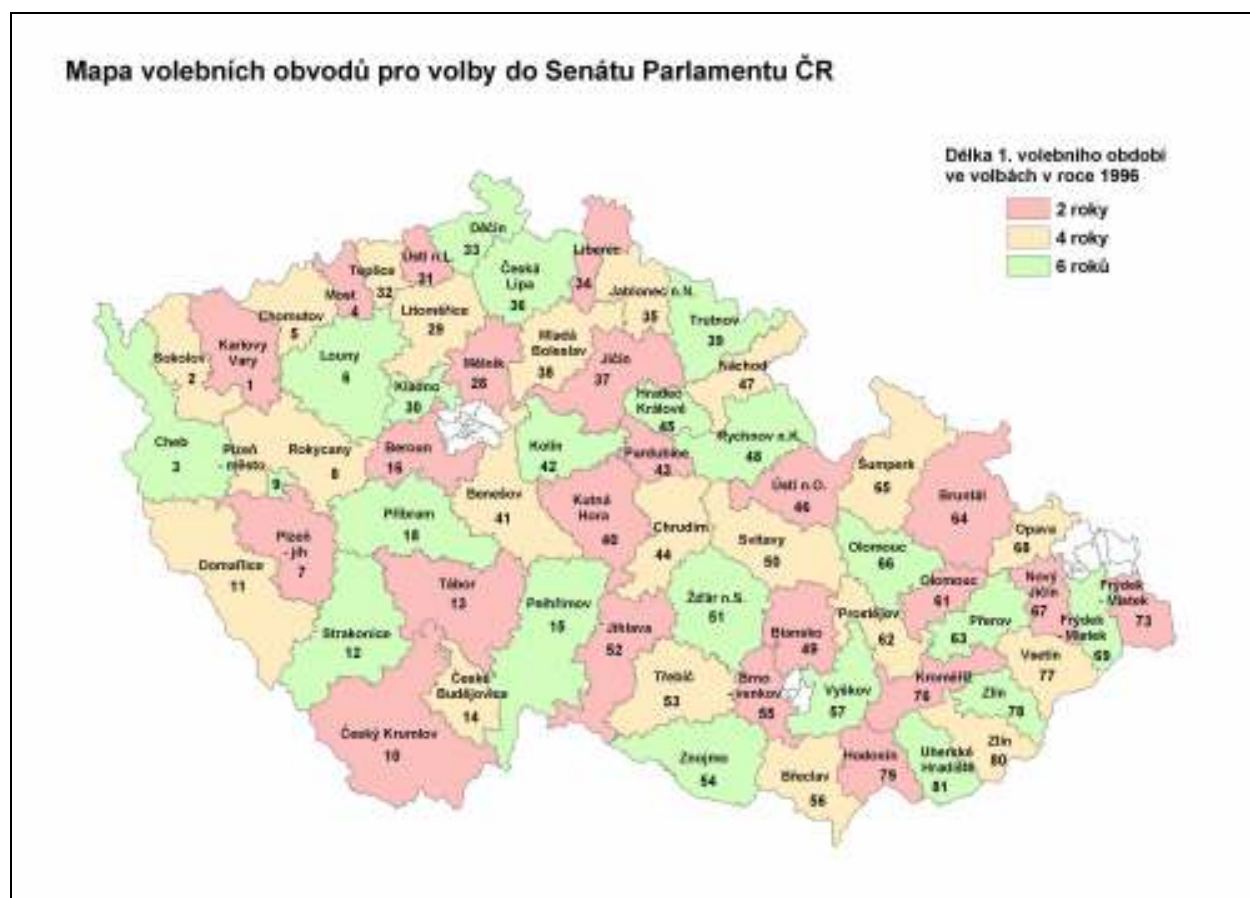 Mapa volebních obvodů pro volby do Senátu Parlamentu ČR
Délka 1. volebního období
ve volbách v roce 1996
2 roky
4 roky
6 roků
Děčín
33
Ústí n.L.
31
Teplice
32
Most
4
Chomutov
5
Česká
Lípa
36
Liberec
34
Jablonec n.N.
35
Litoměřice
29
Trutnov
39
Sokolov
2
Karlovy
Vary
1
Louny
6
Mělník
28
Mladá
Boleslav
38
Jičín
37
Náchod
47
Kladno
30
Hradec
Králové
45
Rychnov n.K.
48
Cheb
3
Plzeň
- město
9
Rokycany
8
Beroun
16
Kolín
42
Pardubice
43
Ústí n.O.
46
Šumperk
65
Bruntál
64
Příbram
18
Benešov
41
Kutná
Hora
40
Chrudim
44
Svitavy
50
Opava
68
Plzeň
- jih
7
Domažlice
11
Olomouc
66
Olomouc
61
Nový
Jičín
67
Frýdek
- Místek
73
Frýdek
- Místek
69
Tábor
13
Pelhřimov
15
Žďár n.S.
51
Prostějov
62
Přerov
63
Strakonice
12
Jihlava
52
Blansko
49
Vsetín
77
České
Budějovice
14
Třebíč
53
Brno
- venkov
55
Vyškov
57
Kroměříž
76
Zlín
78
Český Krumlov
10
Znojmo
54
Břeclav
56
Hodonín
79
Uherské
Hradiště
81
Zlín
80